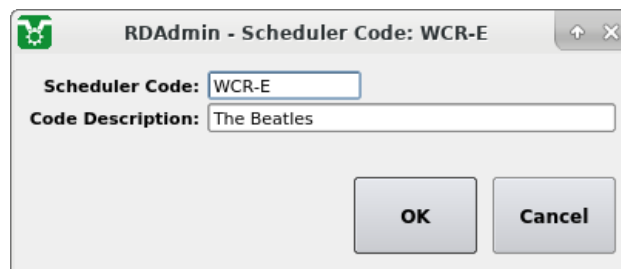 RDAdmin - Scheduler Code: WCR-E
Scheduler Code: WCR-E
Code Description: The Beatles
OK Cancel